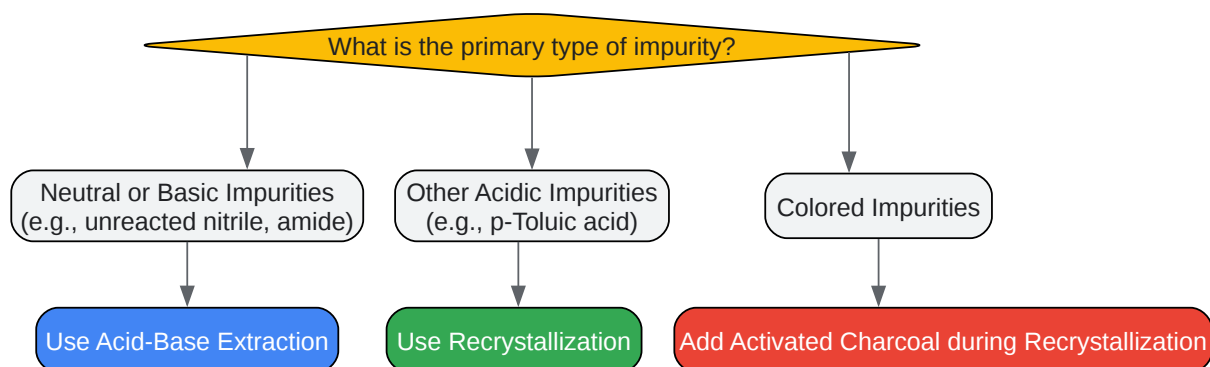 What is the primary type of impurity?
Neutral or Basic Impurities
(e.g., unreacted nitrile, amide)
Other Acidic Impurities
(e.g., p-Toluic acid)
Colored Impurities
Use Acid-Base Extraction
Use Recrystallization
Add Activated Charcoal during Recrystallization